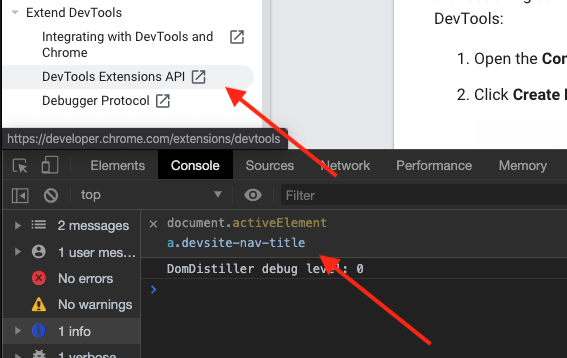 Extend DevTools
Integrating with DevTools and
Chrome
DevTools Extensions API
Debugger Protocol
https://developer.chrome.com/extensions/devtools
DevTools:
1. Open the Con
2. Click Create
Elements Console Sources Network Performance Memory
top Filter
2 messages
1 user mes...
No errors
No warnings
1 info
1 verbose
document.activeElement
a.devsite-nav-title
DomDistiller debug level: 0